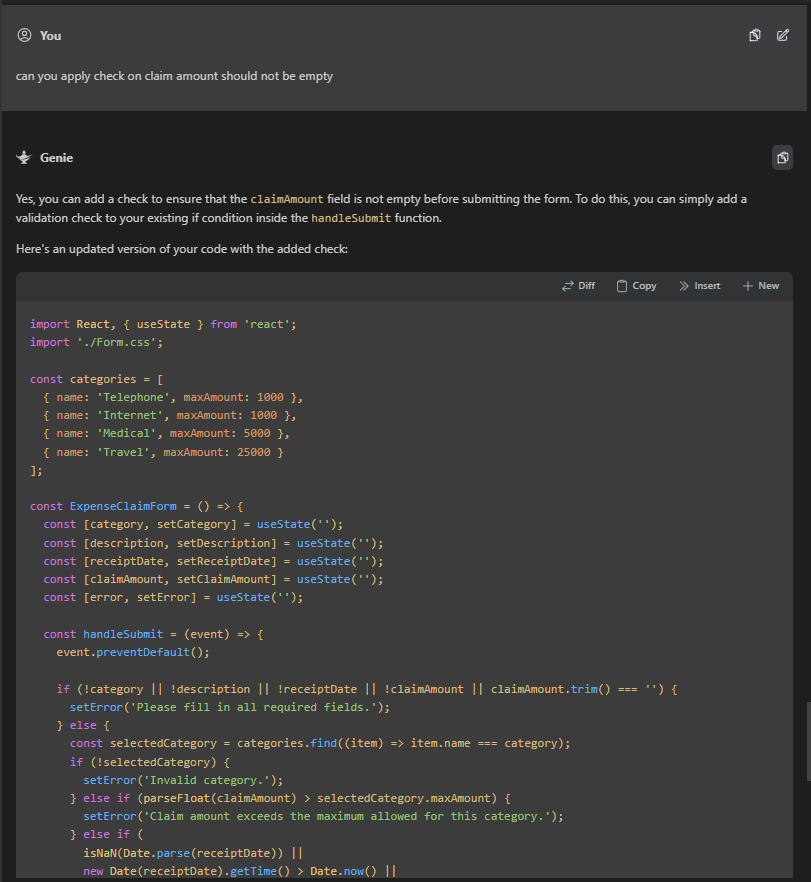 You
can you apply check on claim amount should not be empty
Genie
Yes, you can add a check to ensure that the claimAmount field is not empty before submitting the form. To do this, you can simply add a
validation check to your existing if condition inside the handleSubmit function.
Here's an updated version of your code with the added check:
Diff Copy Insert New
import React, { useState } from 'react';
import './Form.css';
const categories = [
  { name: 'Telephone', maxAmount: 1000 },
  { name: 'Internet', maxAmount: 1000 },
  { name: 'Medical', maxAmount: 5000 },
  { name: 'Travel', maxAmount: 25000 }
];
const ExpenseClaimForm = () => {
  const [category, setCategory] = useState('');
  const [description, setDescription] = useState('');
  const [receiptDate, setReceiptDate] = useState('');
  const [claimAmount, setClaimAmount] = useState('');
  const [error, setError] = useState('');
  const handleSubmit = (event) => {
    event.preventDefault();
    if (!category || !description || !receiptDate || !claimAmount || claimAmount.trim() === '') {
      setError('Please fill in all required fields.');
    } else {
      const selectedCategory = categories.find((item) => item.name === category);
      if (!selectedCategory) {
        setError('Invalid category.');
      } else if (parseFloat(claimAmount) > selectedCategory.maxAmount) {
        setError('Claim amount exceeds the maximum allowed for this category.');
      } else if (
        isNaN(Date.parse(receiptDate)) ||
        new Date(receiptDate).getTime() > Date.now() ||